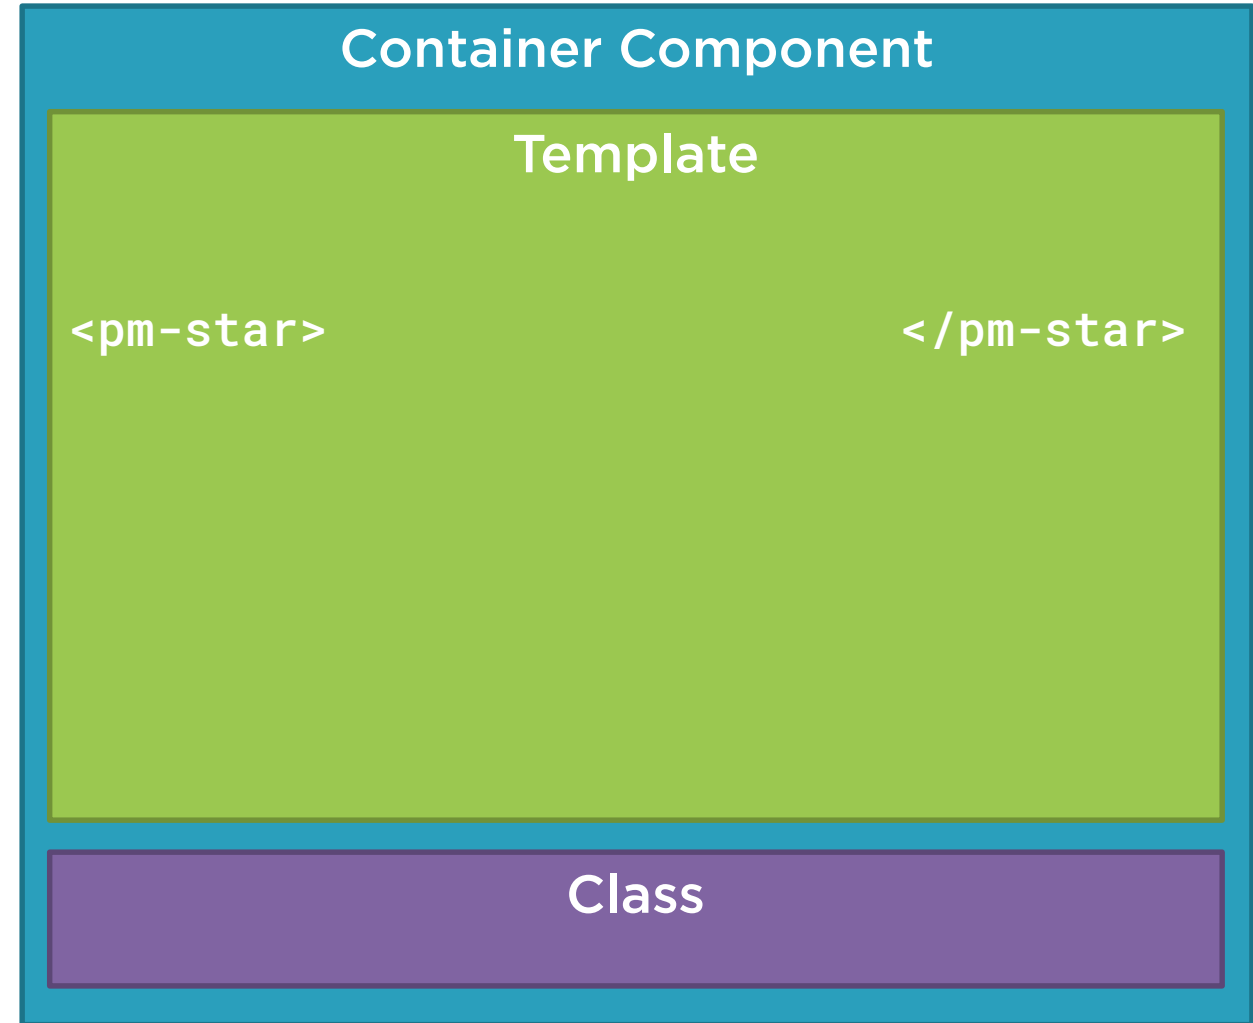 Container Component
Template
<pm-star> </pm-star>
Class